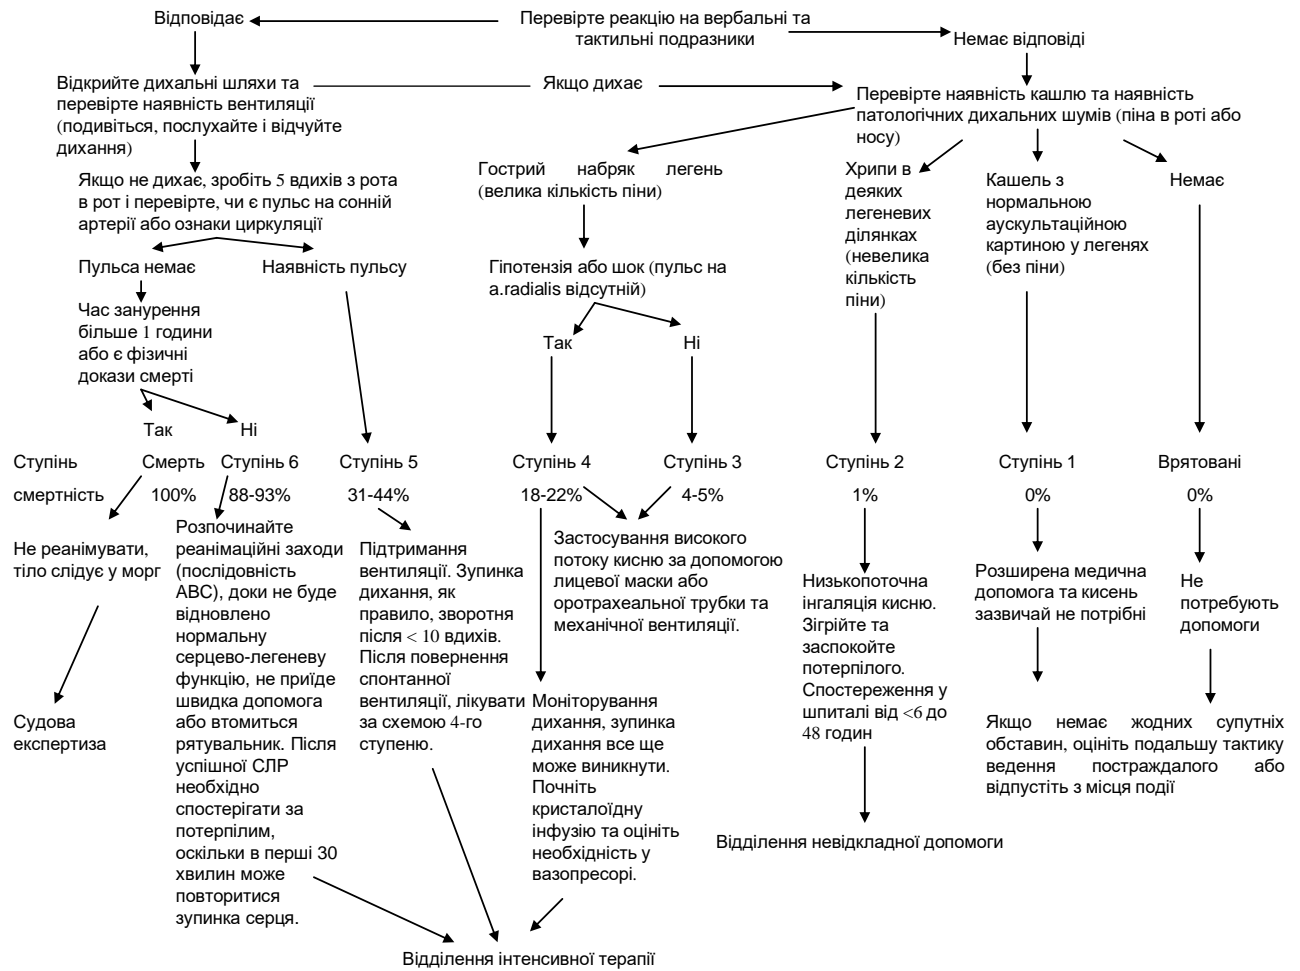 Перевірте реакцію на вербальні та
тактильні подразники
Відповідає
Немає відповіді
Відкрийте дихальні шляхи та
перевірте наявність вентиляції
(подивіться, послухайте і відчуйте
дихання)
Якщо дихає
Перевірте наявність кашлю та наявність
патологічних дихальних шумів (піна в роті або
носу)
Якщо не дихає, зробіть 5 вдихів з рота
в рот і перевірте, чи є пульс на сонній
артерії або ознаки циркуляції
Гострий набряк легень
(велика кількість піни)
Хрипи в
деяких
легеневих
ділянках
(невелика
кількість
піни)
Кашель з
нормальною
аускультаційною
картиною у легенях
(без піни)
Немає
Пульса немає
Наявність пульсу
Гіпотензія або шок (пульс на
a.radialis відсутній)
Час занурення
більше 1 години
або є фізичні
докази смерті
Так
Ні
Так
Ні
Ступінь
Смерть
Ступінь 6
Ступінь 5
Ступінь 4
Ступінь 3
Ступінь 2
Ступінь 1
Врятовані
смертність
100%
88-93%
31-44%
18-22%
4-5%
1%
0%
0%
Не реанімувати,
тіло слідує у морг
Судова
експертиза
Розпочинайте
реанімаційні заходи
(послідовність
АВС), доки не буде
відновлено
нормальну
серцево-легеневу
функцію, не приїде
швидка допомога
або втомиться
рятувальник. Після
успішної СЛР
необхідно
спостерігати за
потерпілим,
оскільки в перші 30
хвилин може
повторитися
зупинка серця.
Підтримання
вентиляції. Зупинка
дихання, як
правило, зворотня
після < 10 вдихів.
Після повернення
спонтанної
вентиляції, лікувати
за схемою 4-го
ступеню.
Застосування високого
потоку кисню за допомогою
лицевої маски або
оротрахеальної трубки та
механічної вентиляції.
Моніторування
дихання, зупинка
дихання все ще
може виникнути.
Почніть
кристалоїдну
інфузію та оцініть
необхідність у
вазопресорі.
Низькопоточна
інгаляція кисню.
Зігрійте та
заспокойте
потерпілого.
Спостереження у
шпиталі від <6 до
48 годин
Розширена медична
допомога та кисень
зазвичай не потрібні
Не
потребують
допомоги
Якщо немає жодних супутніх
обставин, оцініть подальшу тактику
ведення постраждалого або
відпустіть з місця події
Відділення невідкладної допомоги
Відділення інтенсивної терапії